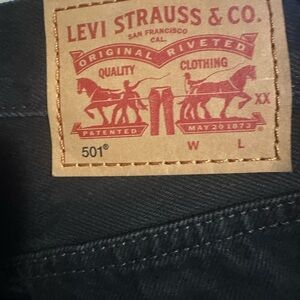 LEVI STRAUSS & CO.
SAN FRANCISCO
CAL.
ORIGINAL RIVETED
QUALITY CLOTHING
XX
PATENTED MAY 20 1873
501® W L